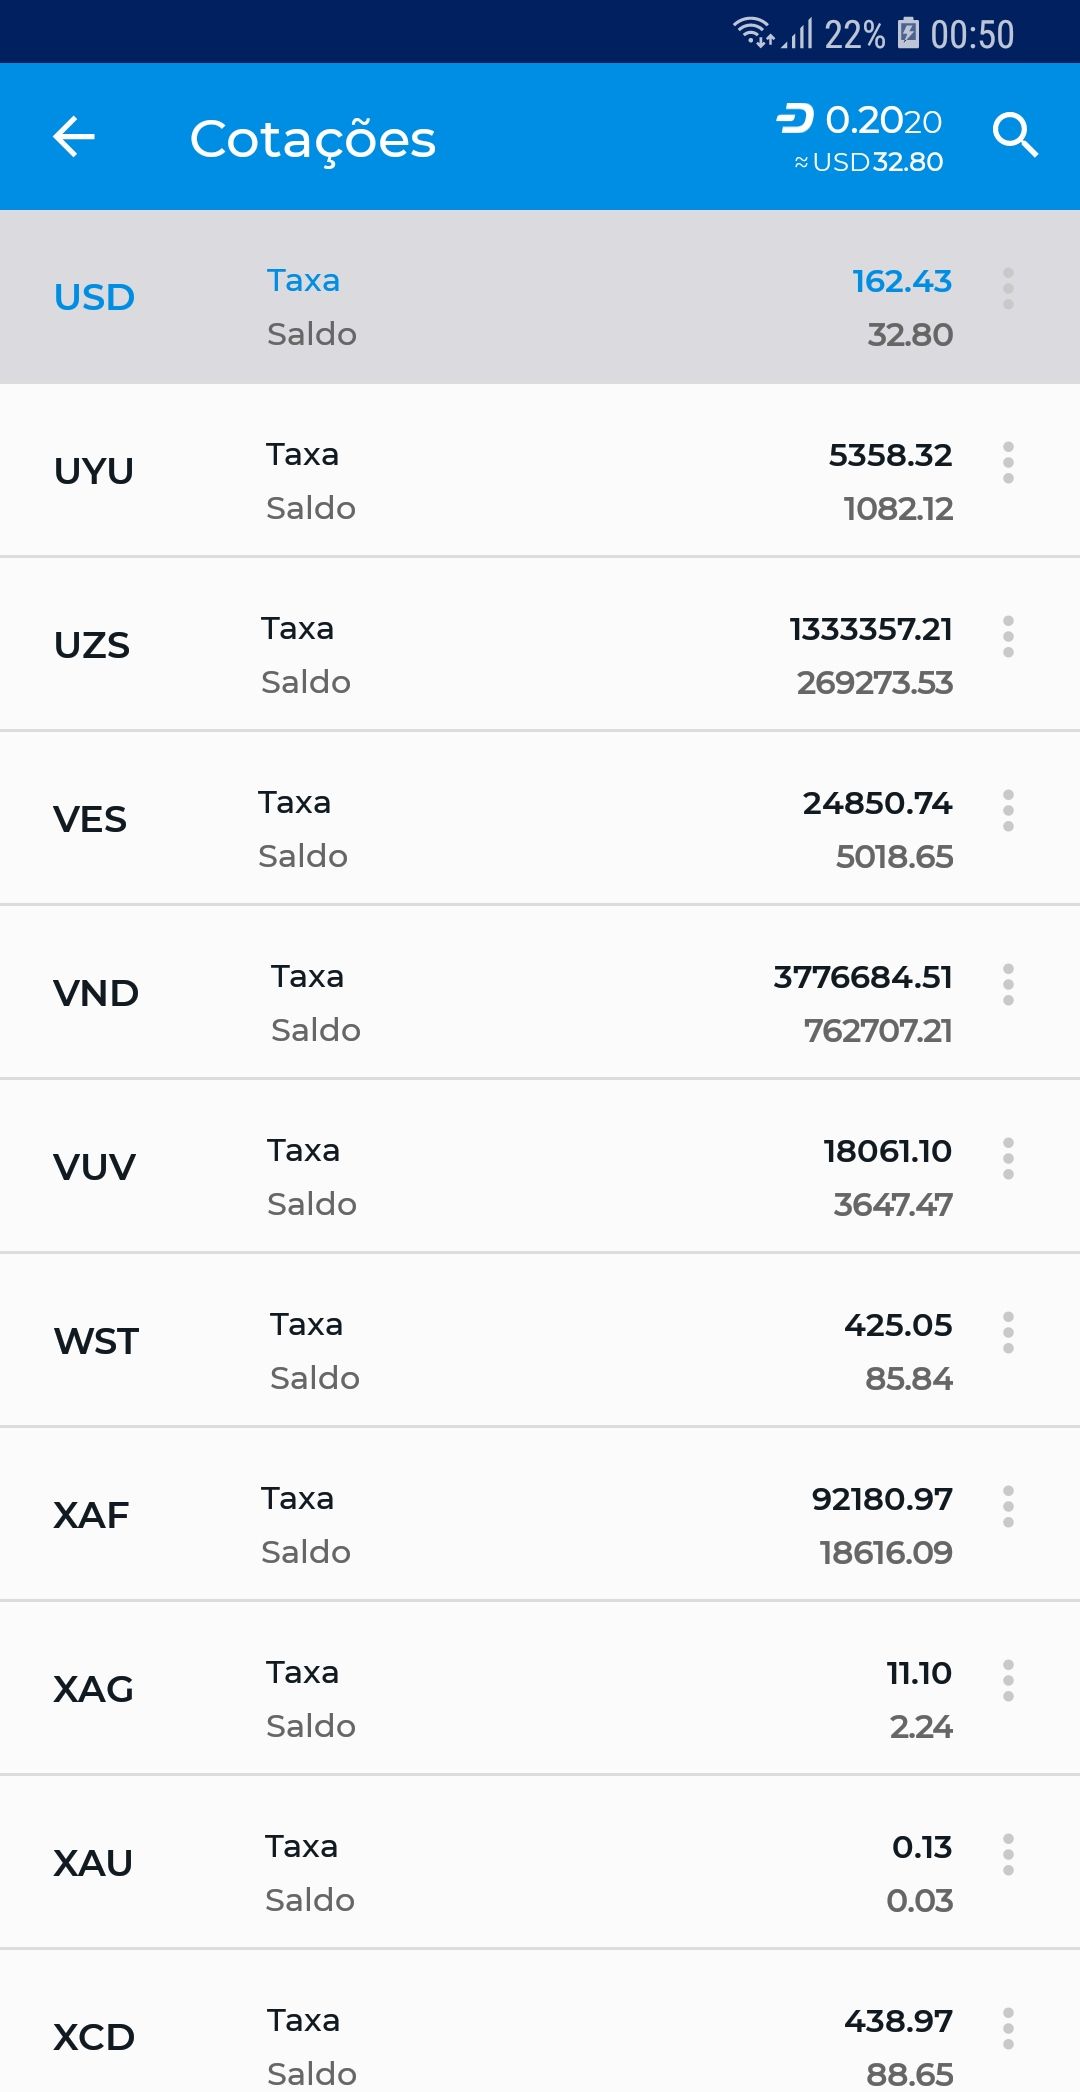 22% 00:50
Cotações
0.2020
≈USD32.80
USD Taxa 162.43
Saldo 32.80
UYU Taxa 5358.32
Saldo 1082.12
UZS Taxa 1333357.21
Saldo 269273.53
VES Taxa 24850.74
Saldo 5018.65
VND Taxa 3776684.51
Saldo 762707.21
VUV Taxa 18061.10
Saldo 3647.47
WST Taxa 425.05
Saldo 85.84
XAF Taxa 92180.97
Saldo 18616.09
XAG Taxa 11.10
Saldo 2.24
XAU Taxa 0.13
Saldo 0.03
XCD Taxa 438.97
Saldo 88.65